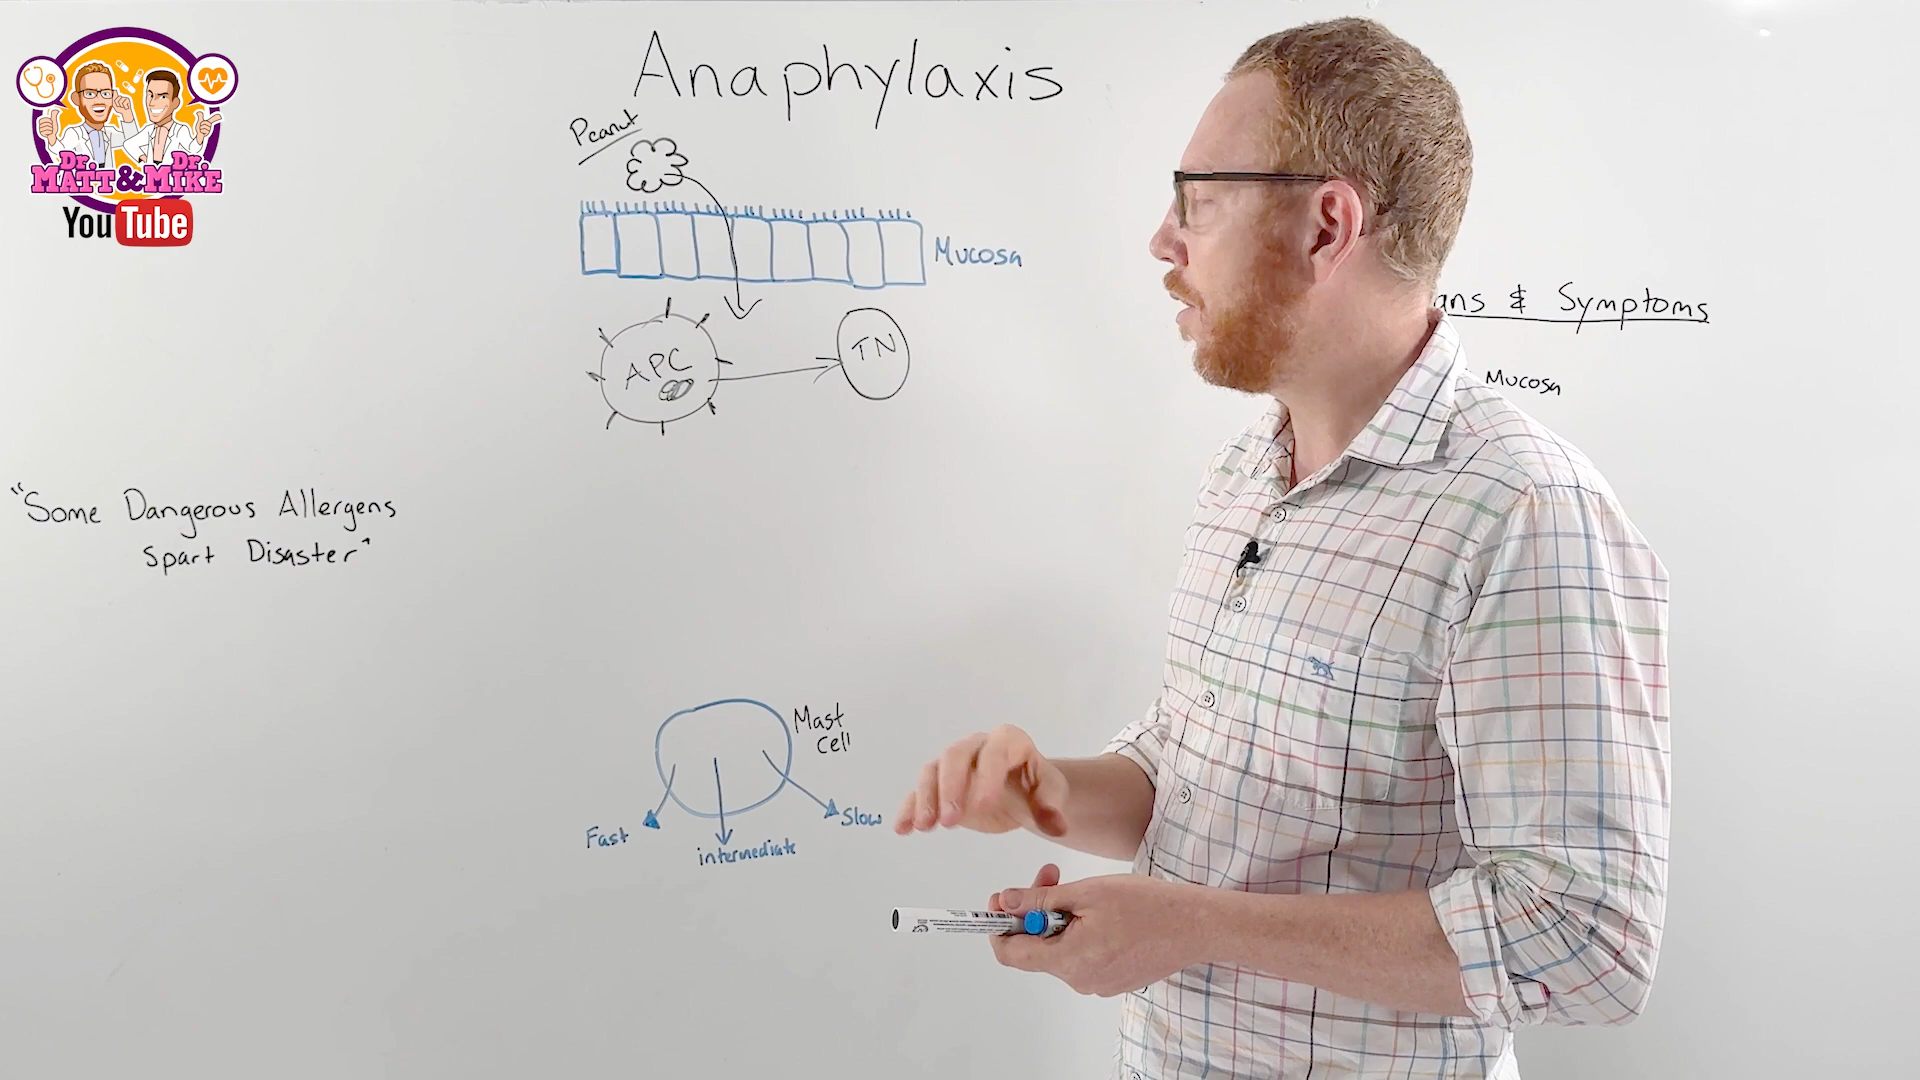 Anaphylaxis
Peanut
Mucosa
APC
TN
ans & Symptoms
Mucosa
"Some Dangerous Allergens
Spart Disaster"
Mast
Cell
Fast
intermediate
Slow
Dr. Dr.
MATT & MIKE
YouTube